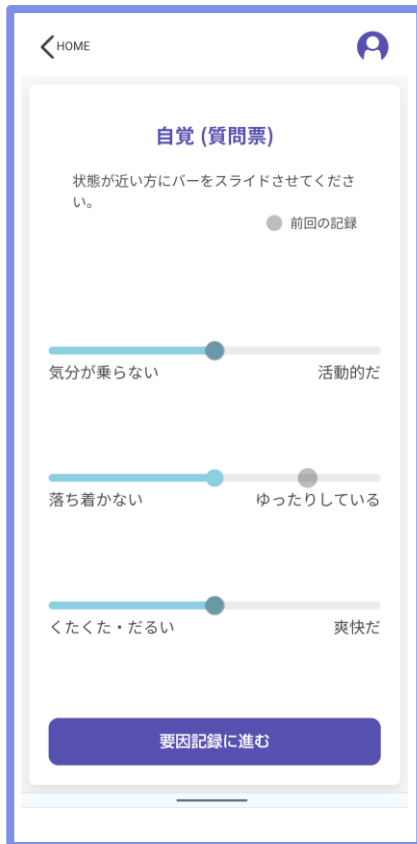 HOME
自覚 (質問票)
状態が近い方にバーをスライドさせてくださ
い。
前回の記録
気分が乗らない 活動的だ
落ち着かない ゆったりしている
くたくた・だるい 爽快だ
要因記録に進む